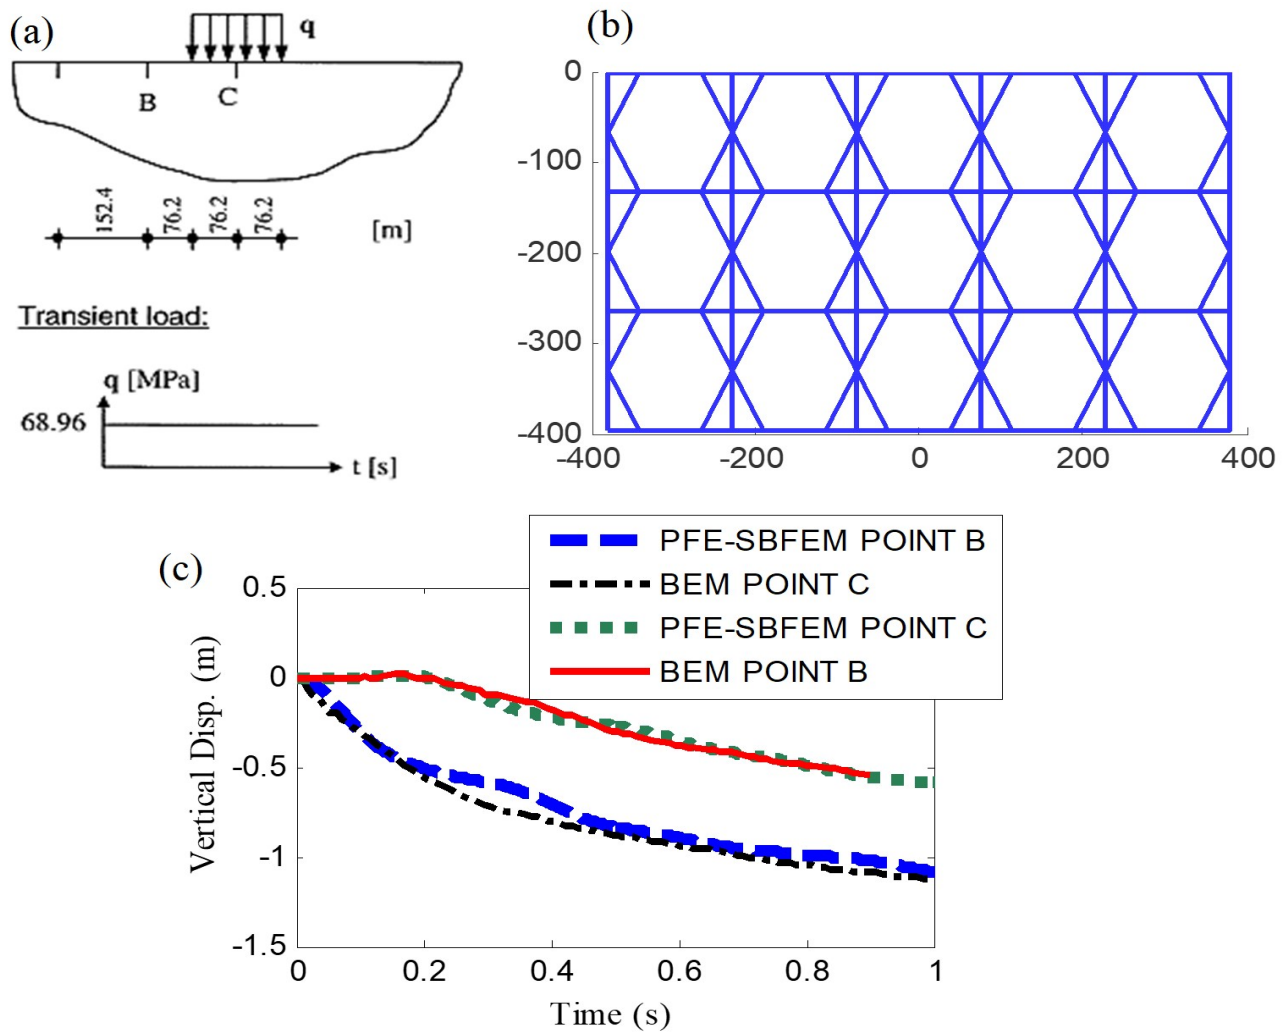 (a)
q
B
C
152.4
76.2
76.2
76.2
[m]
Transient load:
q [MPa]
68.96
t [s]
(b)
0
-100
-200
-300
-400
-400
-200
0
200
400
(c)
PFE-SBFEM POINT B
BEM POINT C
PFE-SBFEM POINT C
BEM POINT B
Vertical Disp. (m)
0.5
0
-0.5
-1
-1.5
0
0.2
0.4
0.6
0.8
1
Time (s)